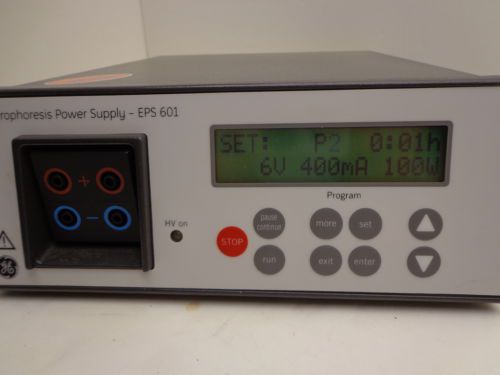 rophoresis Power Supply - EPS 601
SET: P2 0:01h
6V 400mA 100W
Program
+
-
HV on
STOP
pause continue
more
set
run
exit
enter
GE